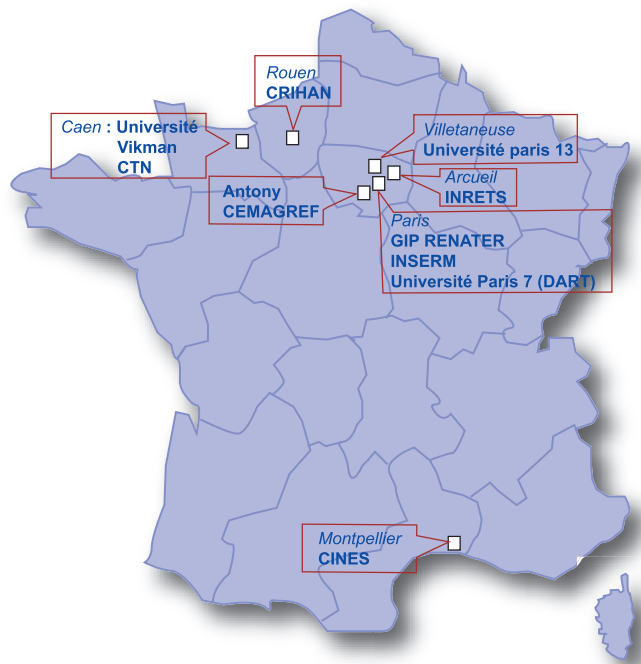 Rouen
CRIHAN
Caen : Université
Vikman
CTN
Villetaneuse
Université paris 13
Arcueil
INRETS
Antony
CEMAGREF
Paris
GIP RENATER
INSERM
Université Paris 7 (DART)
Montpellier
CINES